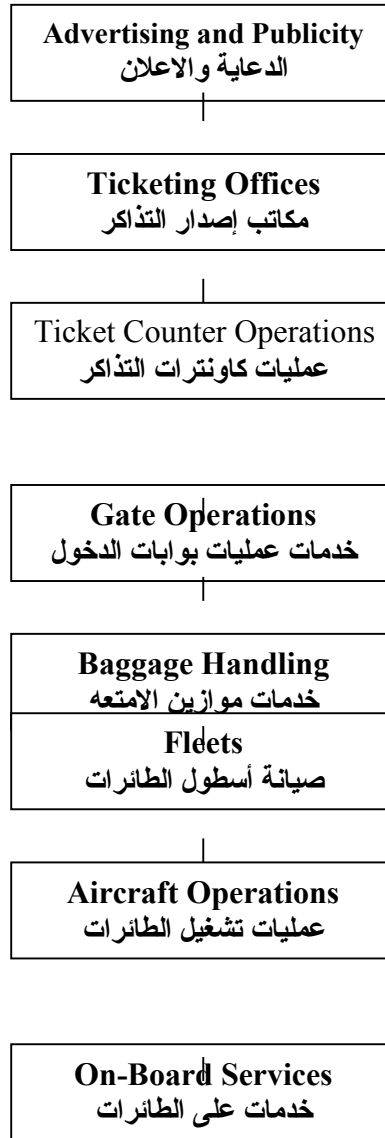 Advertising and Publicity
الدعاية والاعلان
Ticketing Offices
مكاتب إصدار التذاكر
Ticket Counter Operations
عمليات كاونترات التذاكر
Gate Operations
خدمات عمليات بوابات الدخول
Baggage Handling
خدمات موازين الامتعه
Fleets
صيانة أسطول الطائرات
Aircraft Operations
عمليات تشغيل الطائرات
On-Board Services
خدمات على الطائرات